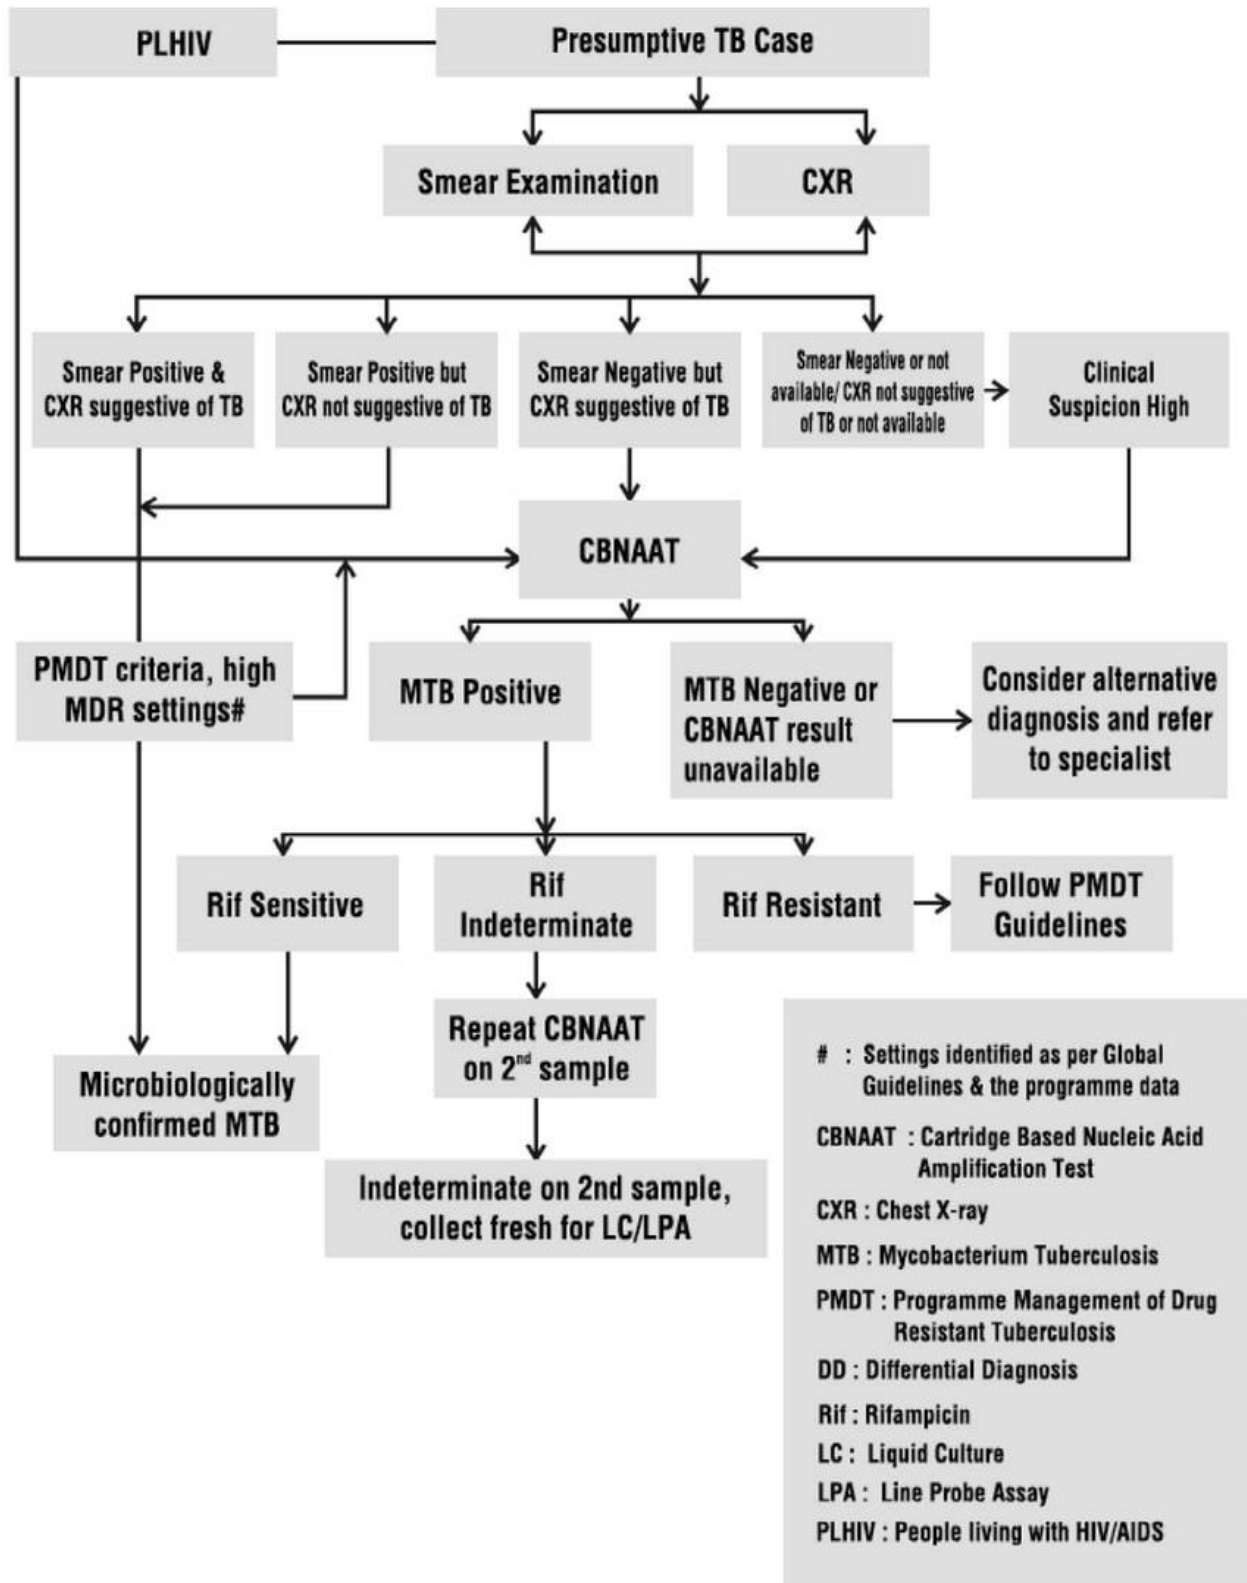 PLHIV
Presumptive TB Case
Smear Examination
CXR
Smear Positive &
CXR suggestive of TB
Smear Positive but
CXR not suggestive of TB
Smear Negative but
CXR suggestive of TB
Smear Negative or not
available/ CXR not suggestive
of TB or not available
Clinical
Suspicion High
CBNAAT
PMDT criteria, high
MDR settings#
MTB Positive
MTB Negative or
CBNAAT result
unavailable
Consider alternative
diagnosis and refer
to specialist
Rif Sensitive
Rif
Indeterminate
Rif Resistant
Follow PMDT
Guidelines
Repeat CBNAAT
on 2nd sample
Microbiologically
confirmed MTB
Indeterminate on 2nd sample,
collect fresh for LC/LPA
# : Settings identified as per Global
Guidelines & the programme data
CBNAAT : Cartridge Based Nucleic Acid
Amplification Test
CXR : Chest X-ray
MTB : Mycobacterium Tuberculosis
PMDT : Programme Management of Drug
Resistant Tuberculosis
DD : Differential Diagnosis
Rif : Rifampicin
LC : Liquid Culture
LPA : Line Probe Assay
PLHIV : People living with HIV/AIDS